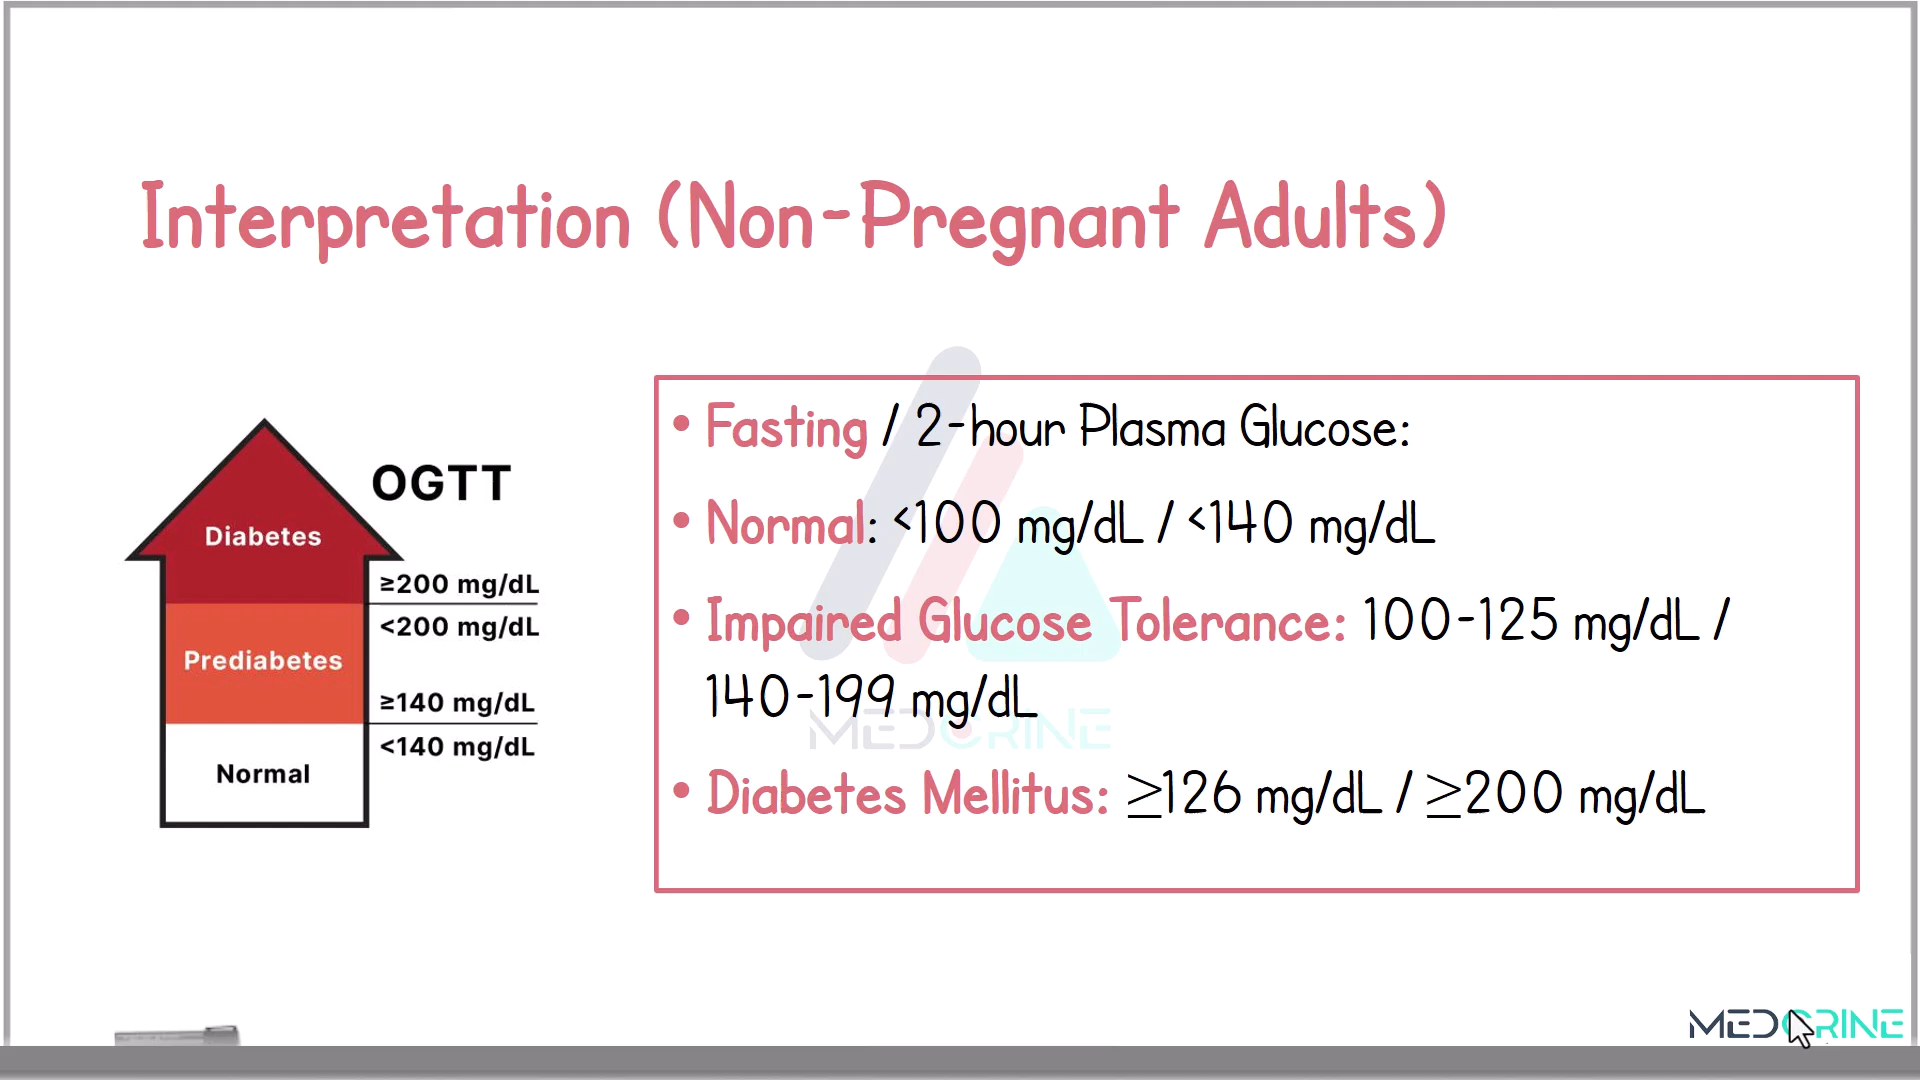 Interpretation (Non-Pregnant Adults)
OGTT
Diabetes
≥200 mg/dL
<200 mg/dL
Prediabetes
≥140 mg/dL
<140 mg/dL
Normal
• Fasting / 2-hour Plasma Glucose:
• Normal: <100 mg/dL / <140 mg/dL
• Impaired Glucose Tolerance: 100-125 mg/dL /
140-199 mg/dL
• Diabetes Mellitus: ≥126 mg/dL / ≥200 mg/dL
MEDCRINE
MEDCRINE